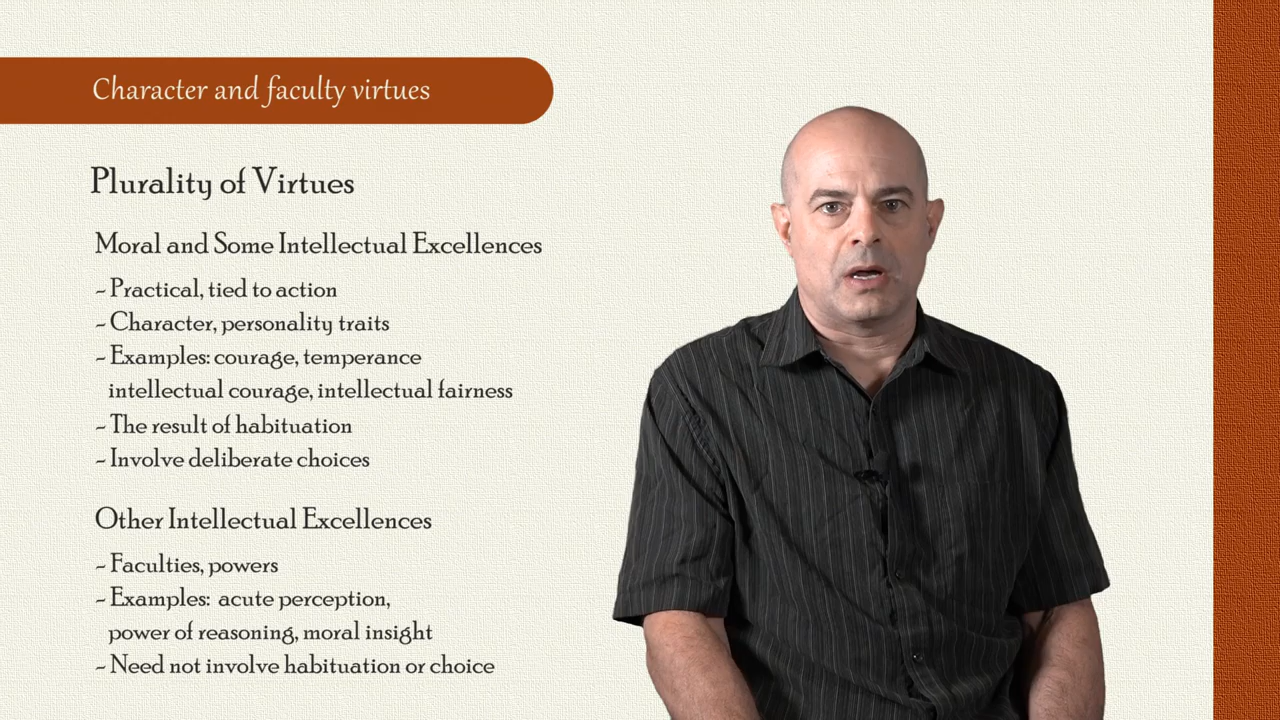 Character and faculty virtues
Plurality of Virtues
Moral and Some Intellectual Excellences
- Practical, tied to action
- Character, personality traits
- Examples: courage, temperance
intellectual courage, intellectual fairness
- The result of habituation
- Involve deliberate choices
Other Intellectual Excellences
- Faculties, powers
- Examples:  acute perception,
power of reasoning, moral insight
- Need not involve habituation or choice